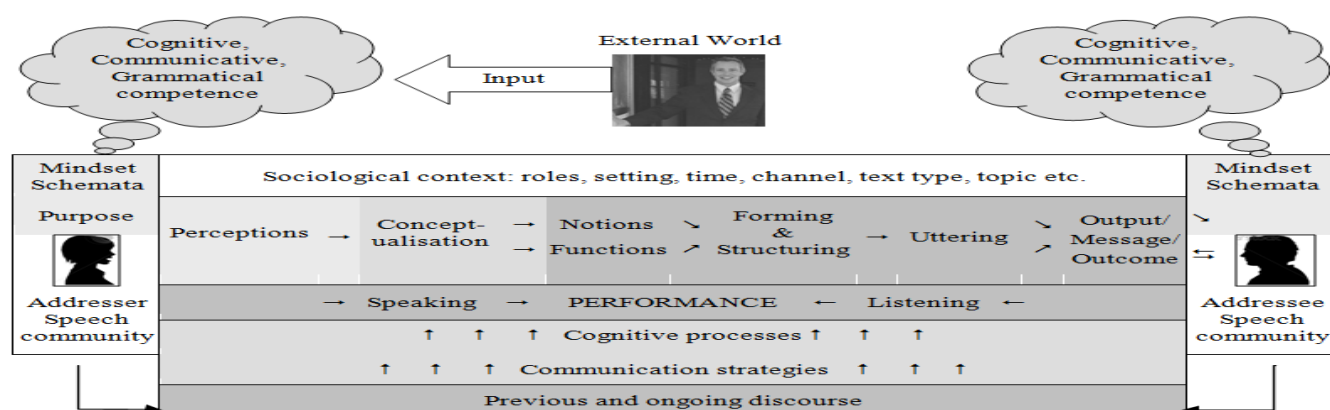 Cognitive,
Communicative,
Grammatical
competence
Input
External World
Cognitive,
Communicative,
Grammatical
competence
Mindset
Schemata
Purpose
Addresser
Speech
community
Sociological context: roles, setting, time, channel, text type, topic etc.
Perceptions →
Concept-
ualisation
→ Notions ↘
→ Functions ↗
Forming
&
Structuring
→ Uttering ↘
↗
Output/
Message/
Outcome
↘
⇆
→ Speaking → PERFORMANCE ← Listening ←
↑ ↑ ↑ Cognitive processes ↑ ↑ ↑
↑ ↑ ↑ Communication strategies ↑ ↑ ↑
Previous and ongoing discourse
Mindset
Schemata
Addressee
Speech
community